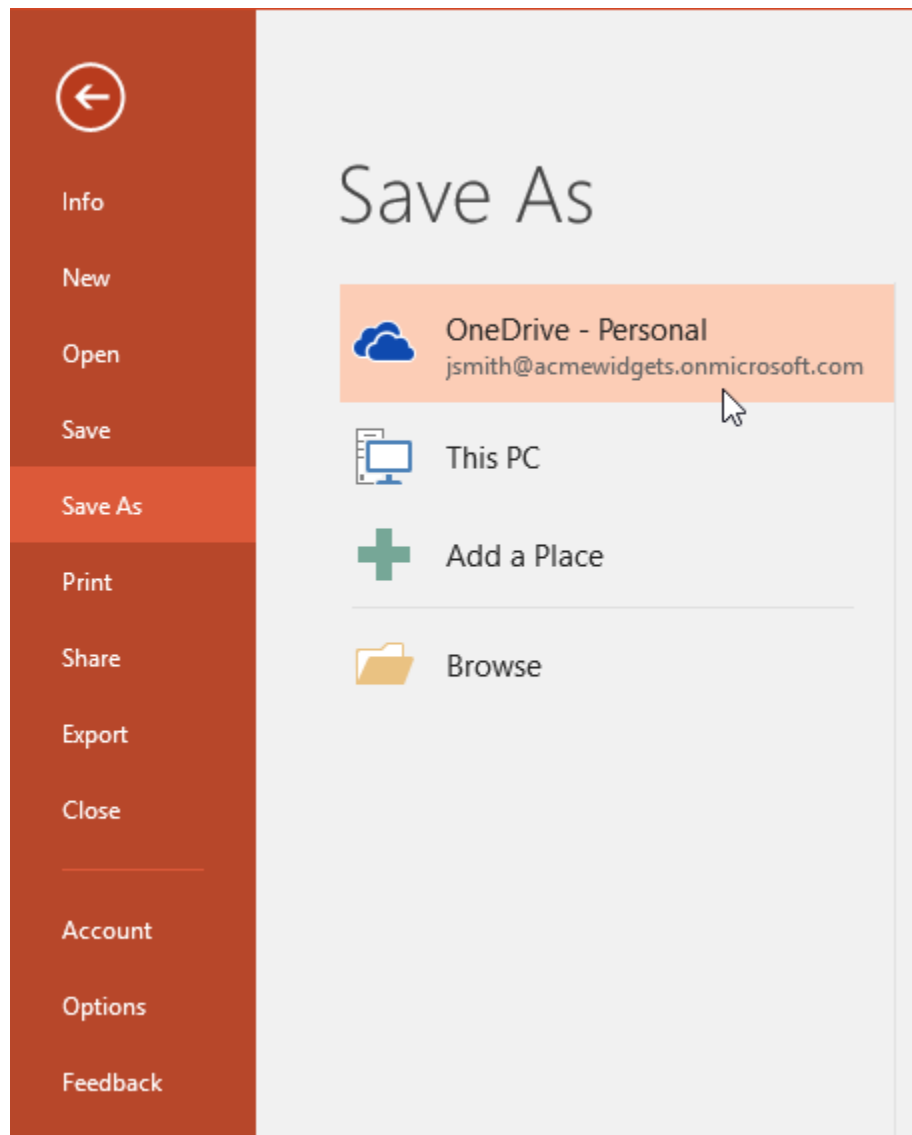 Info
New
Open
Save
Save As
Print
Share
Export
Close
Account
Options
Feedback
Save As
OneDrive - Personal
jsmith@acmewidgets.onmicrosoft.com
This PC
Add a Place
Browse